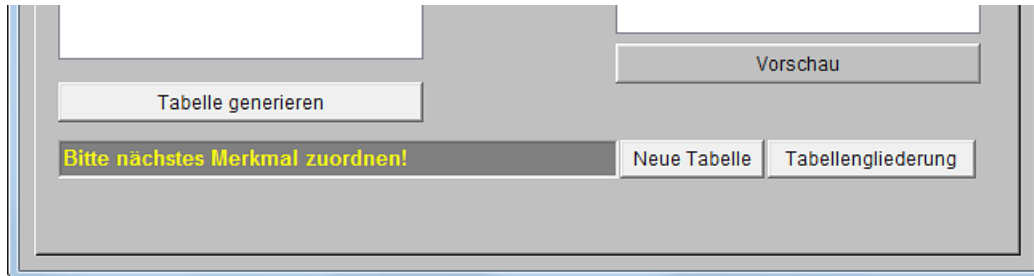 Vorschau
Tabelle generieren
Bitte nächstes Merkmal zuordnen!
Neue Tabelle
Tabellengliederung